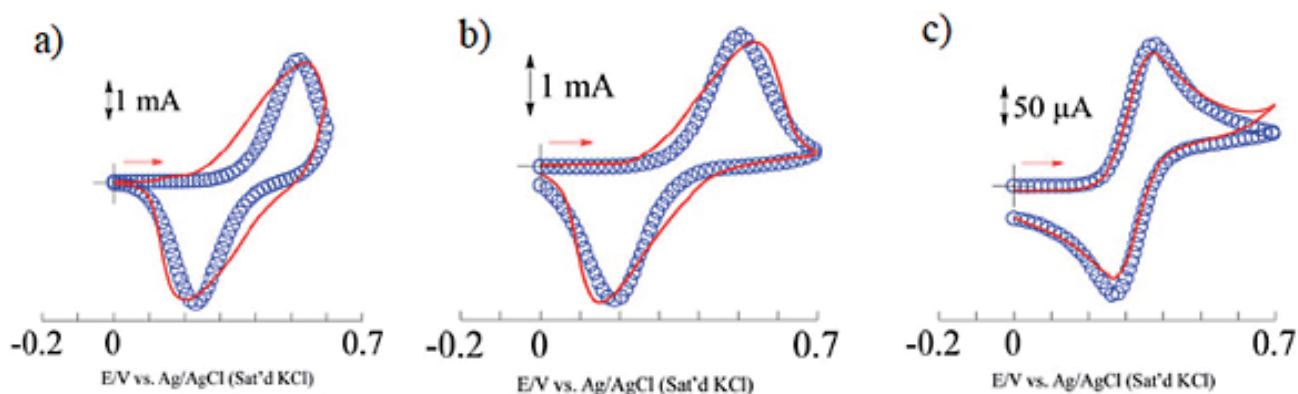 a)
1 mA
-0.2 0 0.7
E/V vs. Ag/AgCl (Sat'd KCl)
b)
1 mA
-0.2 0 0.7
E/V vs. Ag/AgCl (Sat'd KCl)
c)
50 µA
-0.2 0 0.7
E/V vs. Ag/AgCl (Sat'd KCl)